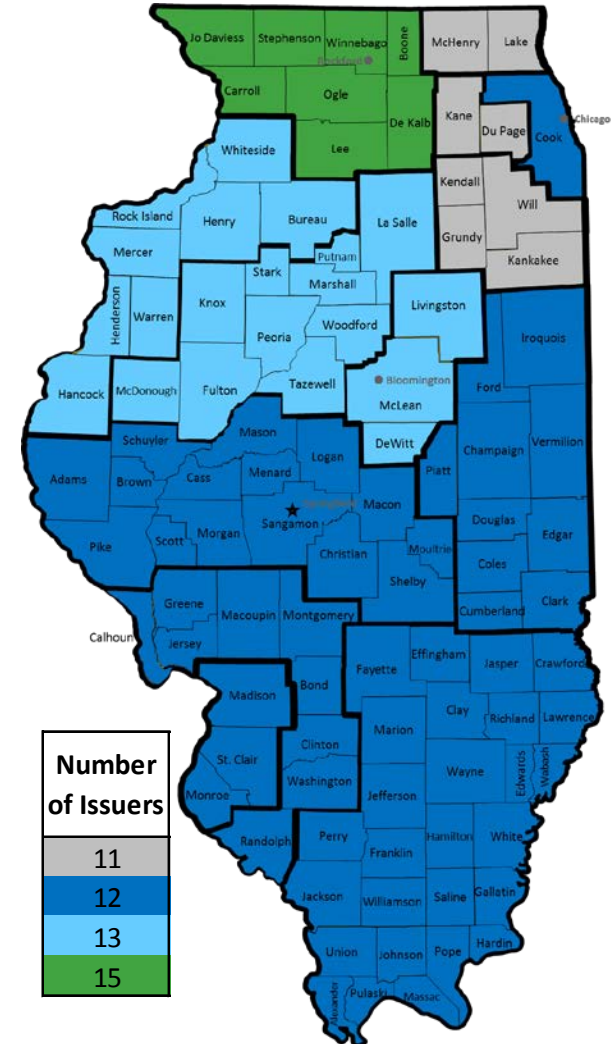 Jo Daviess Stephenson Winnebago Boone McHenry Lake
Rockford
Carroll Ogle De Kalb Kane Du Page Cook Chicago
Lee
Whiteside Kendall Will
Rock Island Henry Bureau La Salle Grundy Kankakee
Mercer Putnam
Stark Marshall
Henderson Warren Knox Peoria Woodford Livingston Iroquois
Hancock McDonough Fulton Tazewell Bloomington Ford
McLean
DeWitt
Schuyler Mason Logan Piatt Champaign Vermilion
Adams Brown Cass Menard Macon
Sangamon Douglas Edgar
Pike Scott Morgan Christian Moultrie Coles
Shelby Cumberland Clark
Greene Macoupin Montgomery
Calhoun Jersey
Effingham Jasper Crawford
Fayette
Madison Bond Clay Richland Lawrence
Marion
St. Clair Clinton Wayne Edwards Wabash
Washington
Monroe Jefferson
Randolph Perry Hamilton White
Franklin
Jackson Williamson Saline Gallatin
Union Johnson Pope Hardin
Alexander Pulaski Massac
Number
of Issuers
11
12
13
15